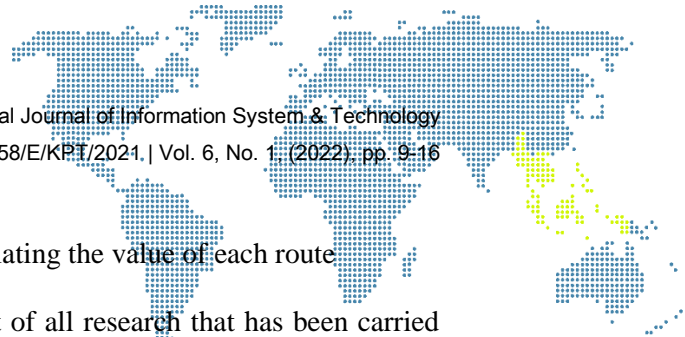 al Journal of Information System & Technology
58/E/KPT/2021 | Vol. 6, No. 1, (2022), pp. 9-16
lating the value of each route
t of all research that has been carried